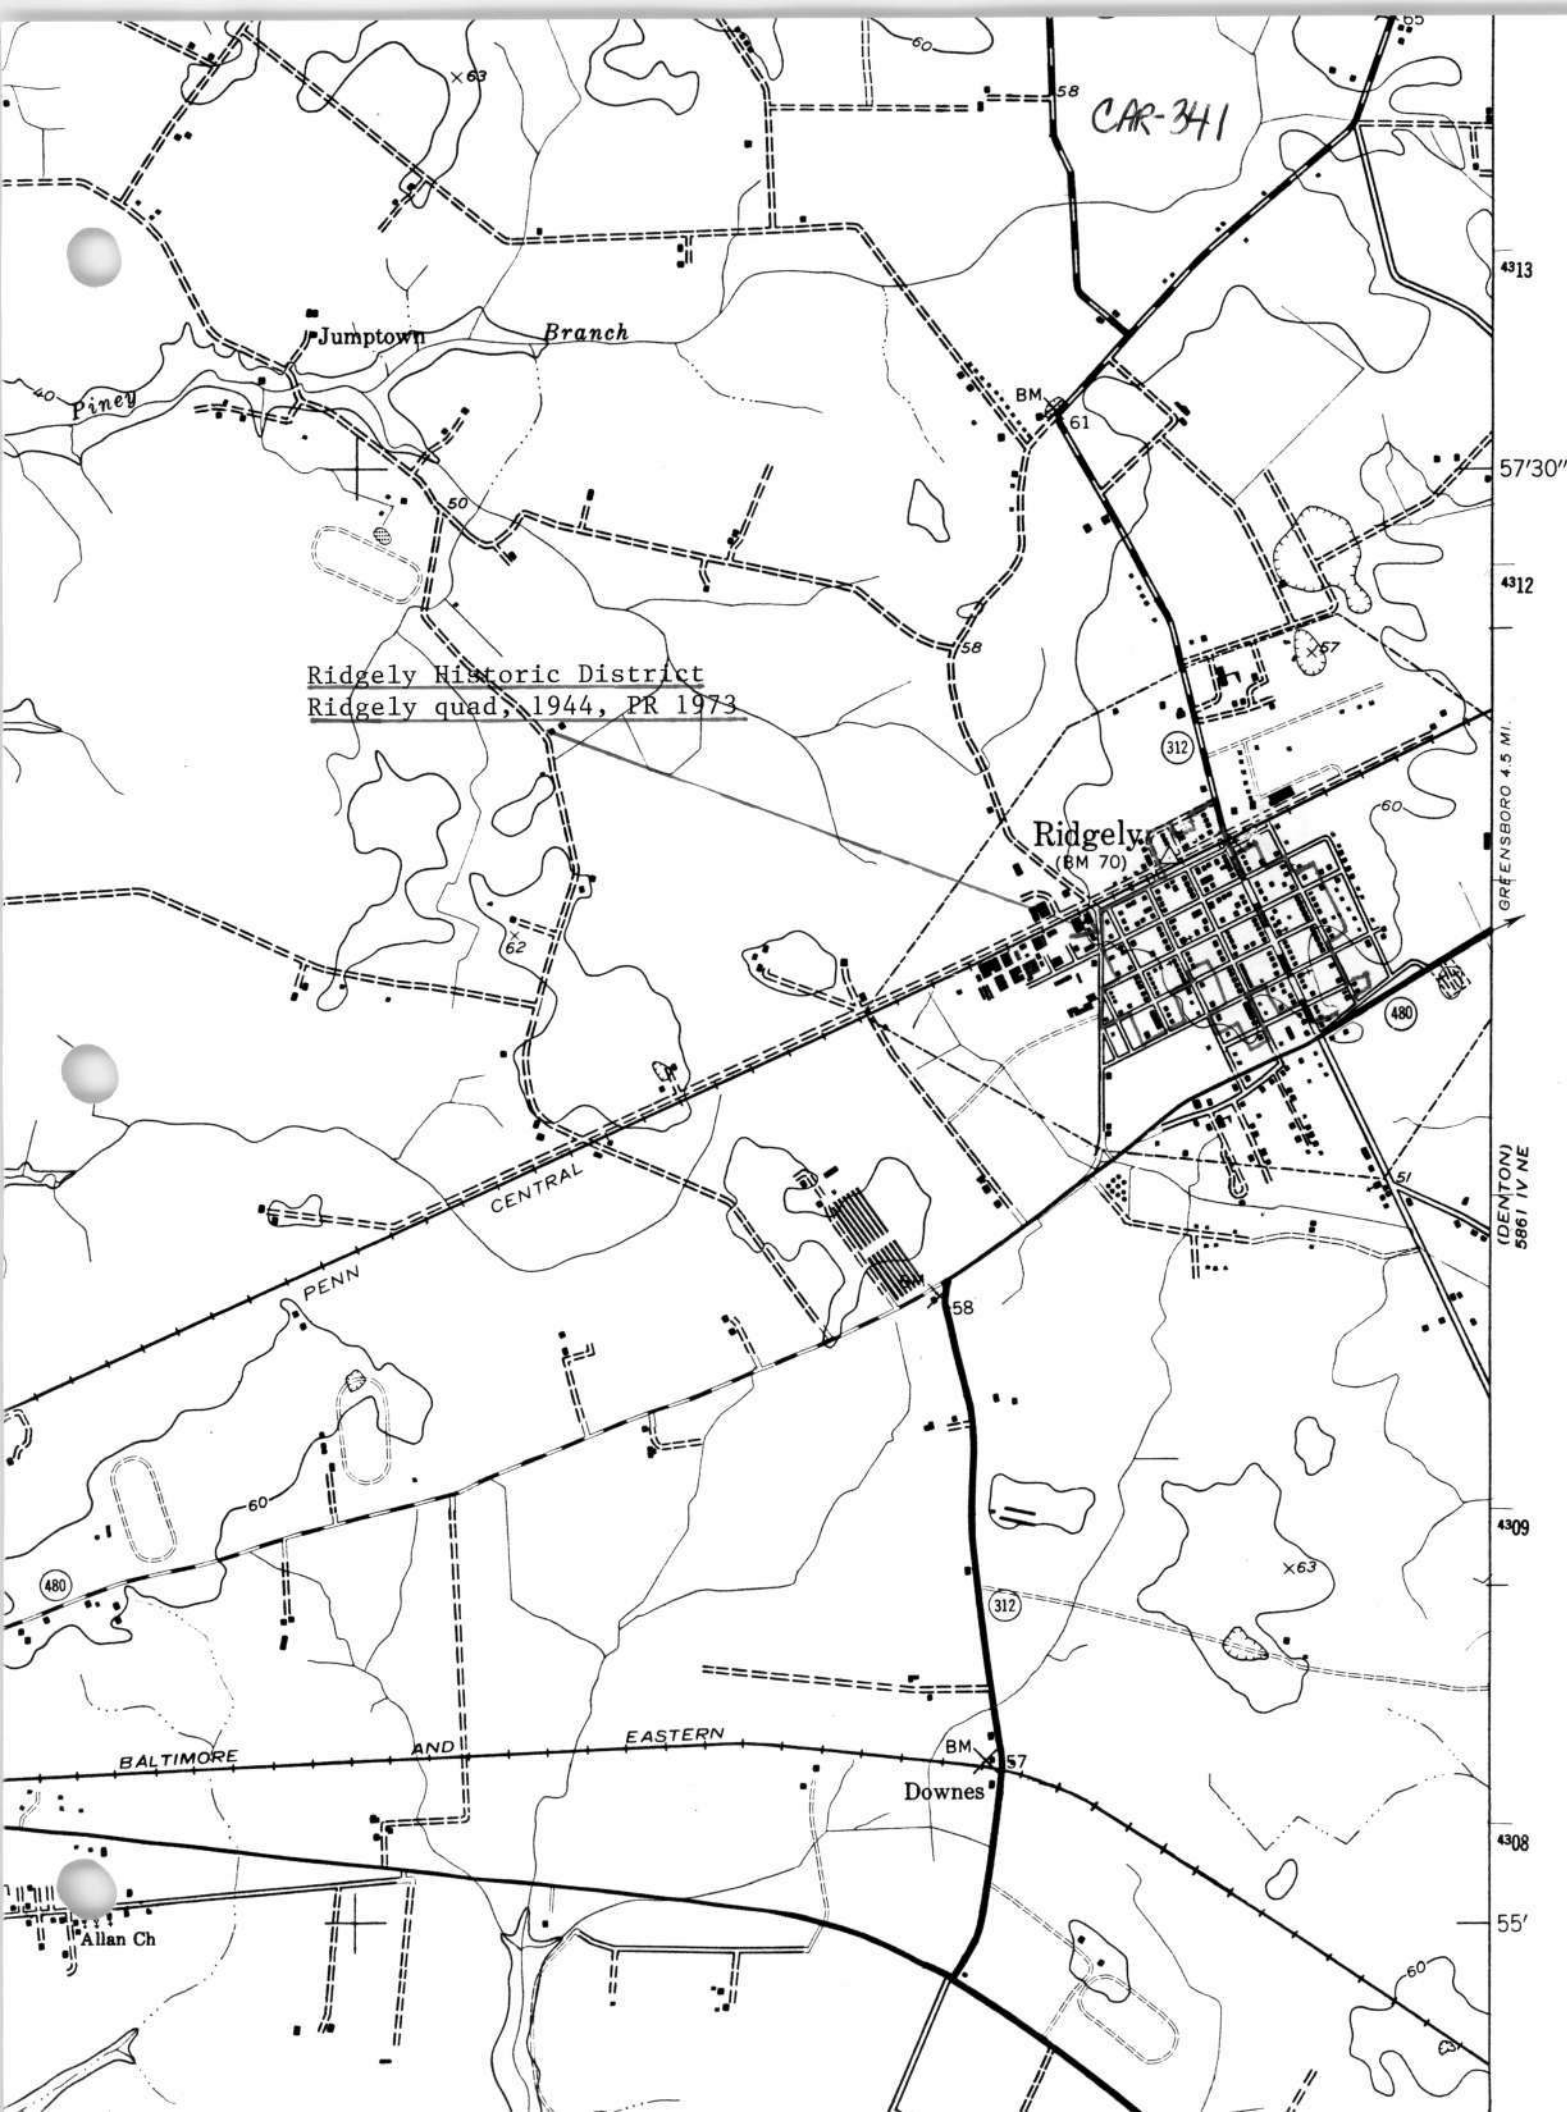 65
60
63
58
CAR-341
4313
Jumptown
Branch
40
Piney
BM
61
57'30"
50
4312
58
57
Ridgely Historic District
Ridgely quad, 1944, PR 1973
312
GREENSBORO 4.5 MI.
60
Ridgely
(BM 70)
62
480
CENTRAL
51
(DENTON)
5861 IV NE
PENN
58
60
4309
63
480
312
EASTERN
AND
BALTIMORE
BM
57
Downes
4308
55'
Allan Ch
60